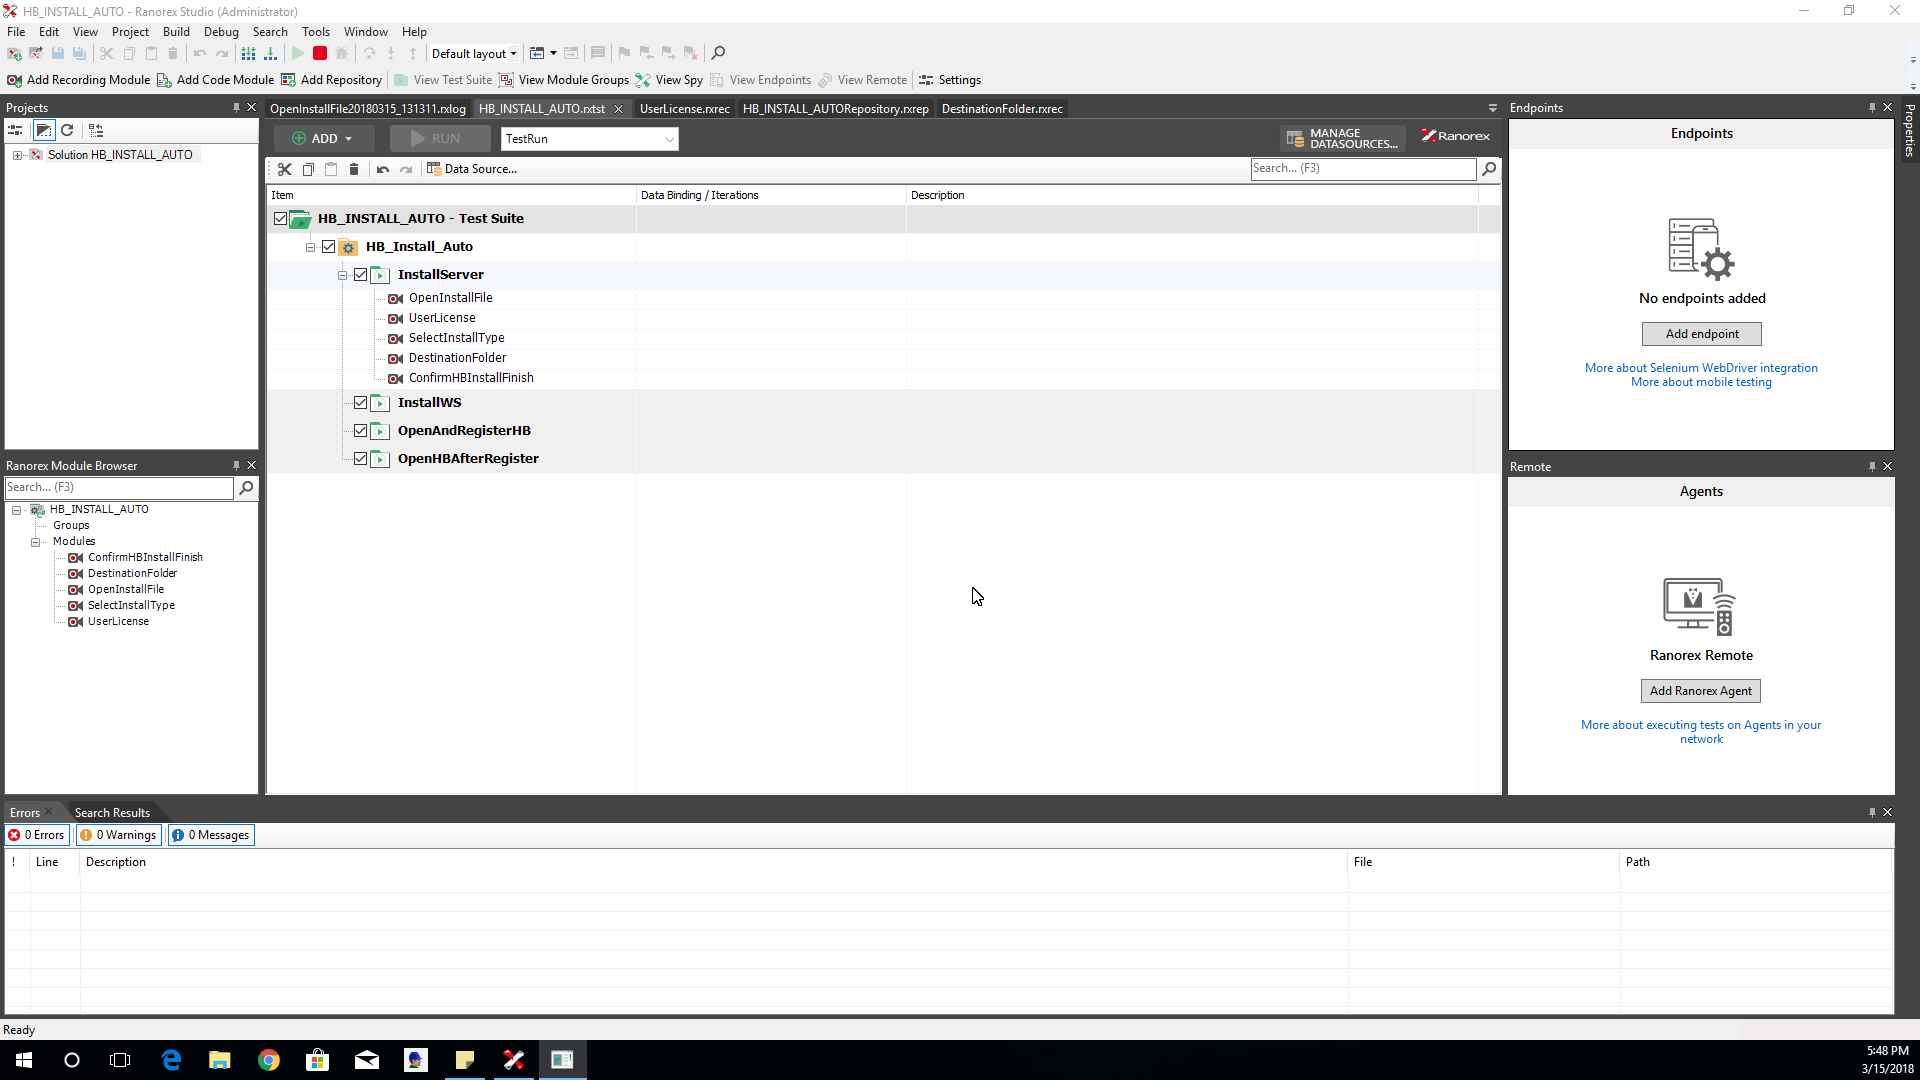 HB_INSTALL_AUTO - Ranorex Studio (Administrator)
File Edit View Project Build Debug Search Tools Window Help
Default layout
Add Recording Module Add Code Module Add Repository View Test Suite View Module Groups View Spy View Endpoints View Remote Settings
Projects
Solution HB_INSTALL_AUTO
OpenInstallFile20180315_131311.rxlog HB_INSTALL_AUTO.rxtst UserLicense.rxrec HB_INSTALL_AUTORepository.rxrep DestinationFolder.rxrec
ADD RUN TestRun MANAGE DATASOURCES... Ranorex
Data Source... Search... (F3)
Item Data Binding / Iterations Description
HB_INSTALL_AUTO - Test Suite
HB_Install_Auto
InstallServer
OpenInstallFile
UserLicense
SelectInstallType
DestinationFolder
ConfirmHBInstallFinish
InstallWS
OpenAndRegisterHB
OpenHBAfterRegister
Endpoints
Endpoints
No endpoints added
Add endpoint
More about Selenium WebDriver integration
More about mobile testing
Properties
Ranorex Module Browser
Search... (F3)
HB_INSTALL_AUTO
Groups
Modules
ConfirmHBInstallFinish
DestinationFolder
OpenInstallFile
SelectInstallType
UserLicense
Remote
Agents
Ranorex Remote
Add Ranorex Agent
More about executing tests on Agents in your
network
Errors Search Results
0 Errors 0 Warnings 0 Messages
! Line Description File Path
Ready
5:48 PM
3/15/2018